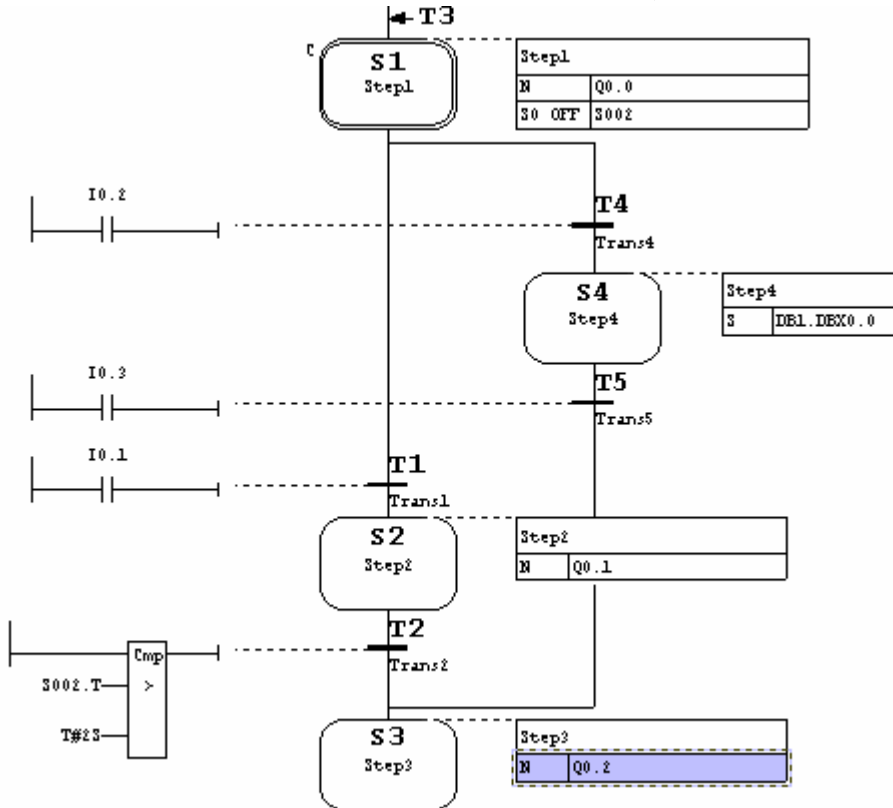 T3
C
S1
Step1
Step1
N Q0.0
S0 OFF S002
I0.2
T4
Trans4
S4
Step4
Step4
S DB1.DBX0.0
I0.3
T5
Trans5
I0.1
T1
Trans1
S2
Step2
Step2
N Q0.1
T2
Trans2
Cmp
>
S002.T
T#2S
S3
Step3
Step3
N Q0.2